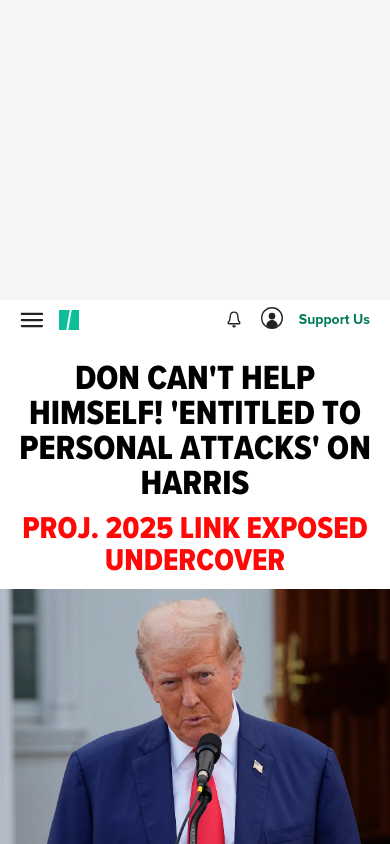 Support Us
DON CAN'T HELP
HIMSELF! 'ENTITLED TO
PERSONAL ATTACKS' ON
HARRIS
PROJ. 2025 LINK EXPOSED
UNDERCOVER